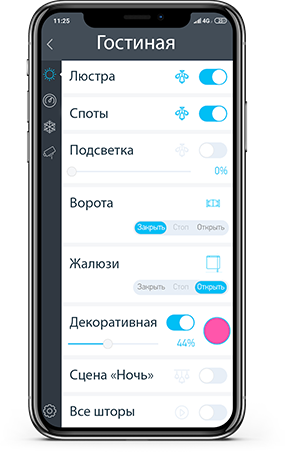 11:25
4G
Гостиная
Люстра
Споты
Подсветка
0%
Ворота
Закрыть Стоп Открыть
Жалюзи
Закрыть Стоп Открыть
Декоративная
44%
Сцена «Ночь»
Все шторы
S